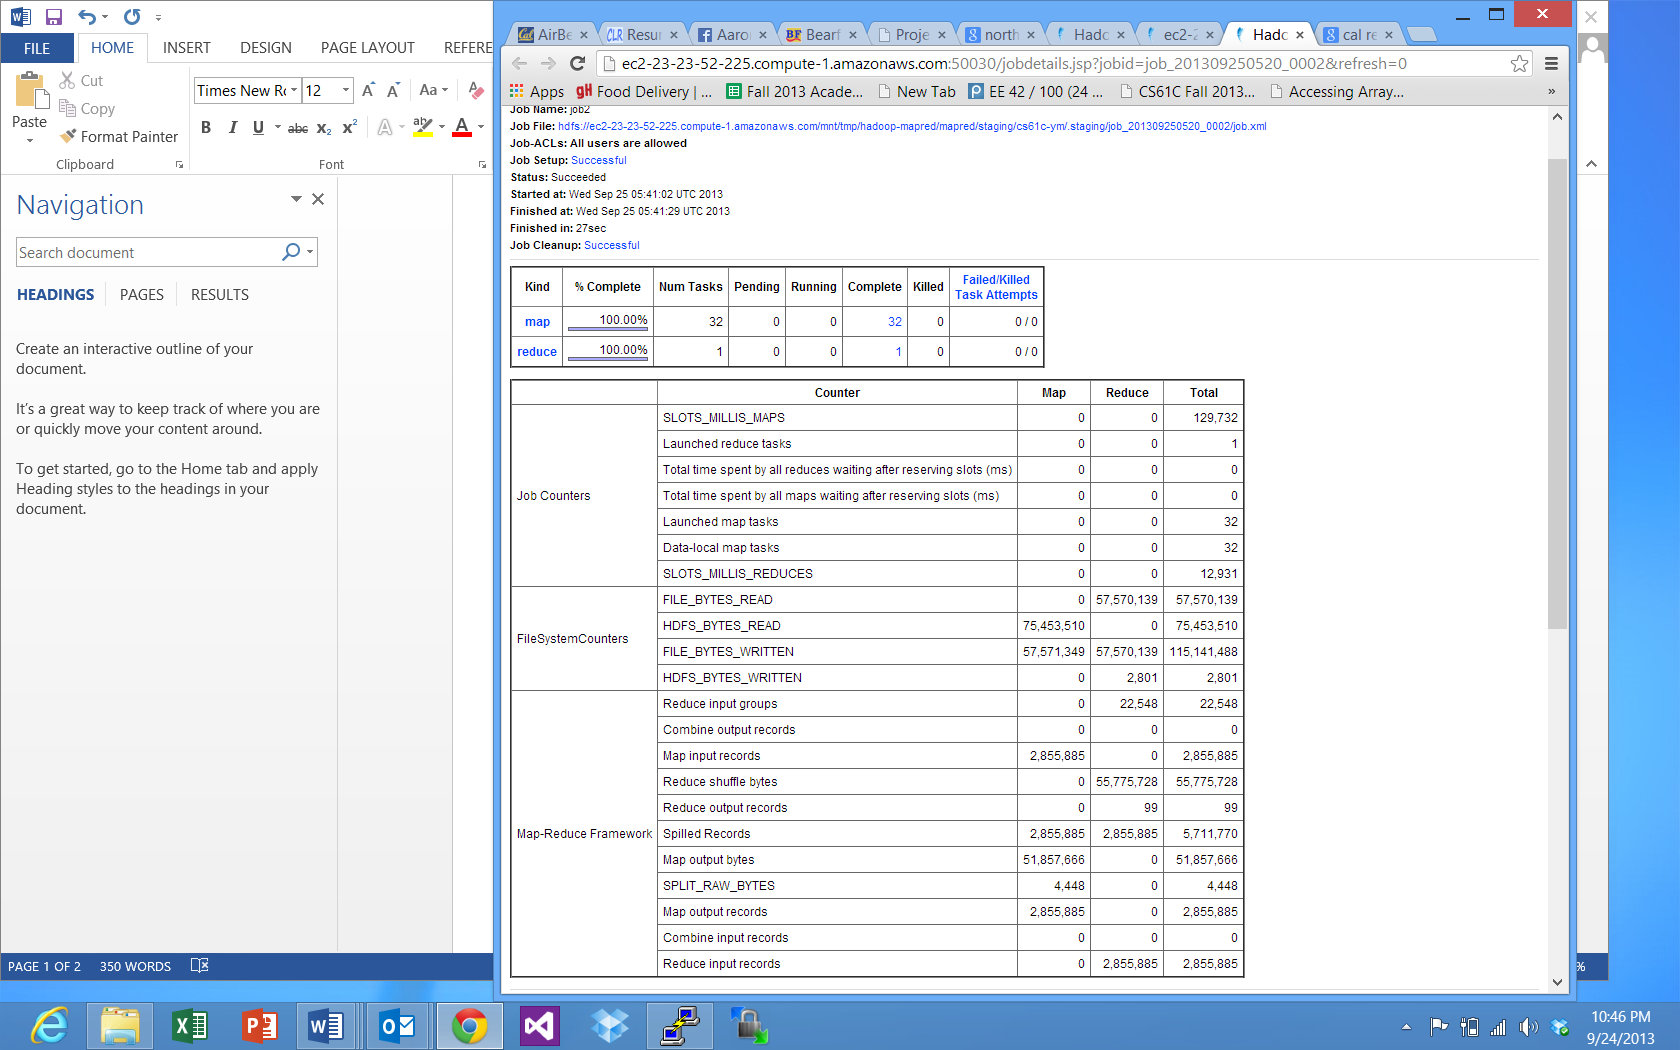 FILE HOME INSERT DESIGN PAGE LAYOUT REFERE
Cut
Copy
Paste
Format Painter
Clipboard
Times New Ro 12
Aa
B I U abc x₂ x² A ab A
Font
Navigation
Search document
HEADINGS PAGES RESULTS
Create an interactive outline of your
document.
It's a great way to keep track of where you are
or quickly move your content around.
To get started, go to the Home tab and apply
Heading styles to the headings in your
document.
PAGE 1 OF 2 350 WORDS
AirBe CLR Resur Aaro BF Bearf Proje north Hadc ec2-2 Hadc cal re
ec2-23-23-52-225.compute-1.amazonaws.com:50030/jobdetails.jsp?jobid=job_201309250520_0002&refresh=0
Apps gH Food Delivery | ... Fall 2013 Acade... New Tab EE 42 / 100 (24 ... CS61C Fall 2013... Accessing Array... »
Job Name: job2
Job File: hdfs://ec2-23-23-52-225.compute-1.amazonaws.com/mnt/tmp/hadoop-mapred/mapred/staging/cs61c-ym/.staging/job_201309250520_0002/job.xml
Job-ACLs: All users are allowed
Job Setup: Successful
Status: Succeeded
Started at: Wed Sep 25 05:41:02 UTC 2013
Finished at: Wed Sep 25 05:41:29 UTC 2013
Finished in: 27sec
Job Cleanup: Successful
Kind % Complete Num Tasks Pending Running Complete Killed Failed/Killed Task Attempts
map 100.00% 32 0 0 32 0 0 / 0
reduce 100.00% 1 0 0 1 0 0 / 0
Counter Map Reduce Total
Job Counters
SLOTS_MILLIS_MAPS 0 0 129,732
Launched reduce tasks 0 0 1
Total time spent by all reduces waiting after reserving slots (ms) 0 0 0
Total time spent by all maps waiting after reserving slots (ms) 0 0 0
Launched map tasks 0 0 32
Data-local map tasks 0 0 32
SLOTS_MILLIS_REDUCES 0 0 12,931
FileSystemCounters
FILE_BYTES_READ 0 57,570,139 57,570,139
HDFS_BYTES_READ 75,453,510 0 75,453,510
FILE_BYTES_WRITTEN 57,571,349 57,570,139 115,141,488
HDFS_BYTES_WRITTEN 0 2,801 2,801
Map-Reduce Framework
Reduce input groups 0 22,548 22,548
Combine output records 0 0 0
Map input records 2,855,885 0 2,855,885
Reduce shuffle bytes 0 55,775,728 55,775,728
Reduce output records 0 99 99
Spilled Records 2,855,885 2,855,885 5,711,770
Map output bytes 51,857,666 0 51,857,666
SPLIT_RAW_BYTES 4,448 0 4,448
Map output records 2,855,885 0 2,855,885
Combine input records 0 0 0
Reduce input records 0 2,855,885 2,855,885
%
10:46 PM
9/24/2013